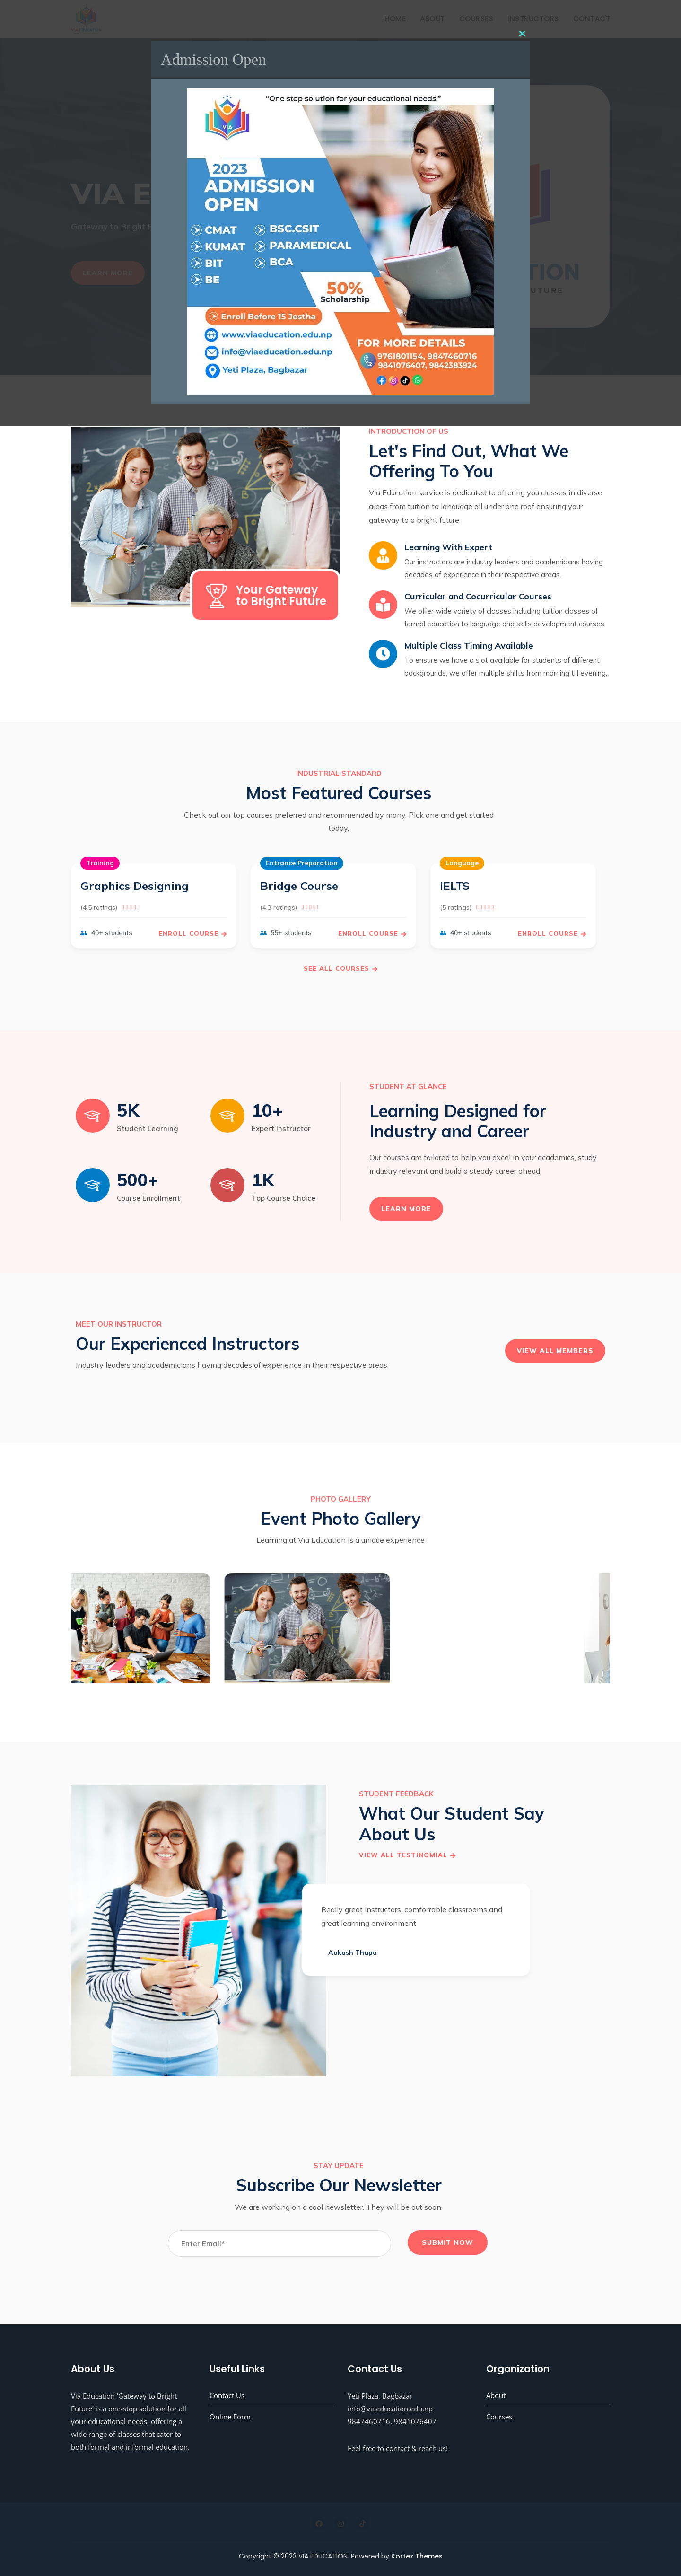 HOME ABOUT COURSES INSTRUCTORS CONTACT
Admission Open
"One stop solution for your educational needs."
VIA
2023
ADMISSION
OPEN
CMAT
KUMAT
BIT
BE
BSC.CSIT
PARAMEDICAL
BCA
50%
Scholarship
Enroll Before 15 Jestha
www.viaeducation.edu.np
info@viaeducation.edu.np
Yeti Plaza, Bagbazar
FOR MORE DETAILS
9761801154, 9847460716
9841076407, 9842383924
VIA E
Gateway to Bright F
LEARN MORE
INTRODUCTION OF US
Let's Find Out, What We
Offering To You
Via Education service is dedicated to offering you classes in diverse
areas from tuition to language all under one roof ensuring your
gateway to a bright future.
Your Gateway
to Bright Future
Learning With Expert
Our instructors are industry leaders and academicians having
decades of experience in their respective areas.
Curricular and Cocurricular Courses
We offer wide variety of classes including tuition classes of
formal education to language and skills development courses
Multiple Class Timing Available
To ensure we have a slot available for students of different
backgrounds, we offer multiple shifts from morning till evening.
INDUSTRIAL STANDARD
Most Featured Courses
Check out our top courses preferred and recommended by many. Pick one and get started
today.
Training
Graphics Designing
(4.5 ratings)
40+ students
ENROLL COURSE
Entrance Preparation
Bridge Course
(4.3 ratings)
55+ students
ENROLL COURSE
Language
IELTS
(5 ratings)
40+ students
ENROLL COURSE
SEE ALL COURSES
5K
Student Learning
10+
Expert Instructor
500+
Course Enrollment
1K
Top Course Choice
STUDENT AT GLANCE
Learning Designed for
Industry and Career
Our courses are tailored to help you excel in your academics, study
industry relevant and build a steady career ahead.
LEARN MORE
MEET OUR INSTRUCTOR
Our Experienced Instructors
Industry leaders and academicians having decades of experience in their respective areas.
VIEW ALL MEMBERS
PHOTO GALLERY
Event Photo Gallery
Learning at Via Education is a unique experience
STUDENT FEEDBACK
What Our Student Say
About Us
VIEW ALL TESTINOMIAL
Really great instructors, comfortable classrooms and
great learning environment
Aakash Thapa
STAY UPDATE
Subscribe Our Newsletter
We are working on a cool newsletter. They will be out soon.
Enter Email*
SUBMIT NOW
About Us
Via Education 'Gateway to Bright
Future' is a one-stop solution for all
your educational needs, offering a
wide range of classes that cater to
both formal and informal education.
Useful Links
Contact Us
Online Form
Contact Us
Yeti Plaza, Bagbazar
info@viaeducation.edu.np
9847460716, 9841076407
Feel free to contact & reach us!
Organization
About
Courses
Copyright © 2023 VIA EDUCATION. Powered by Kortez Themes